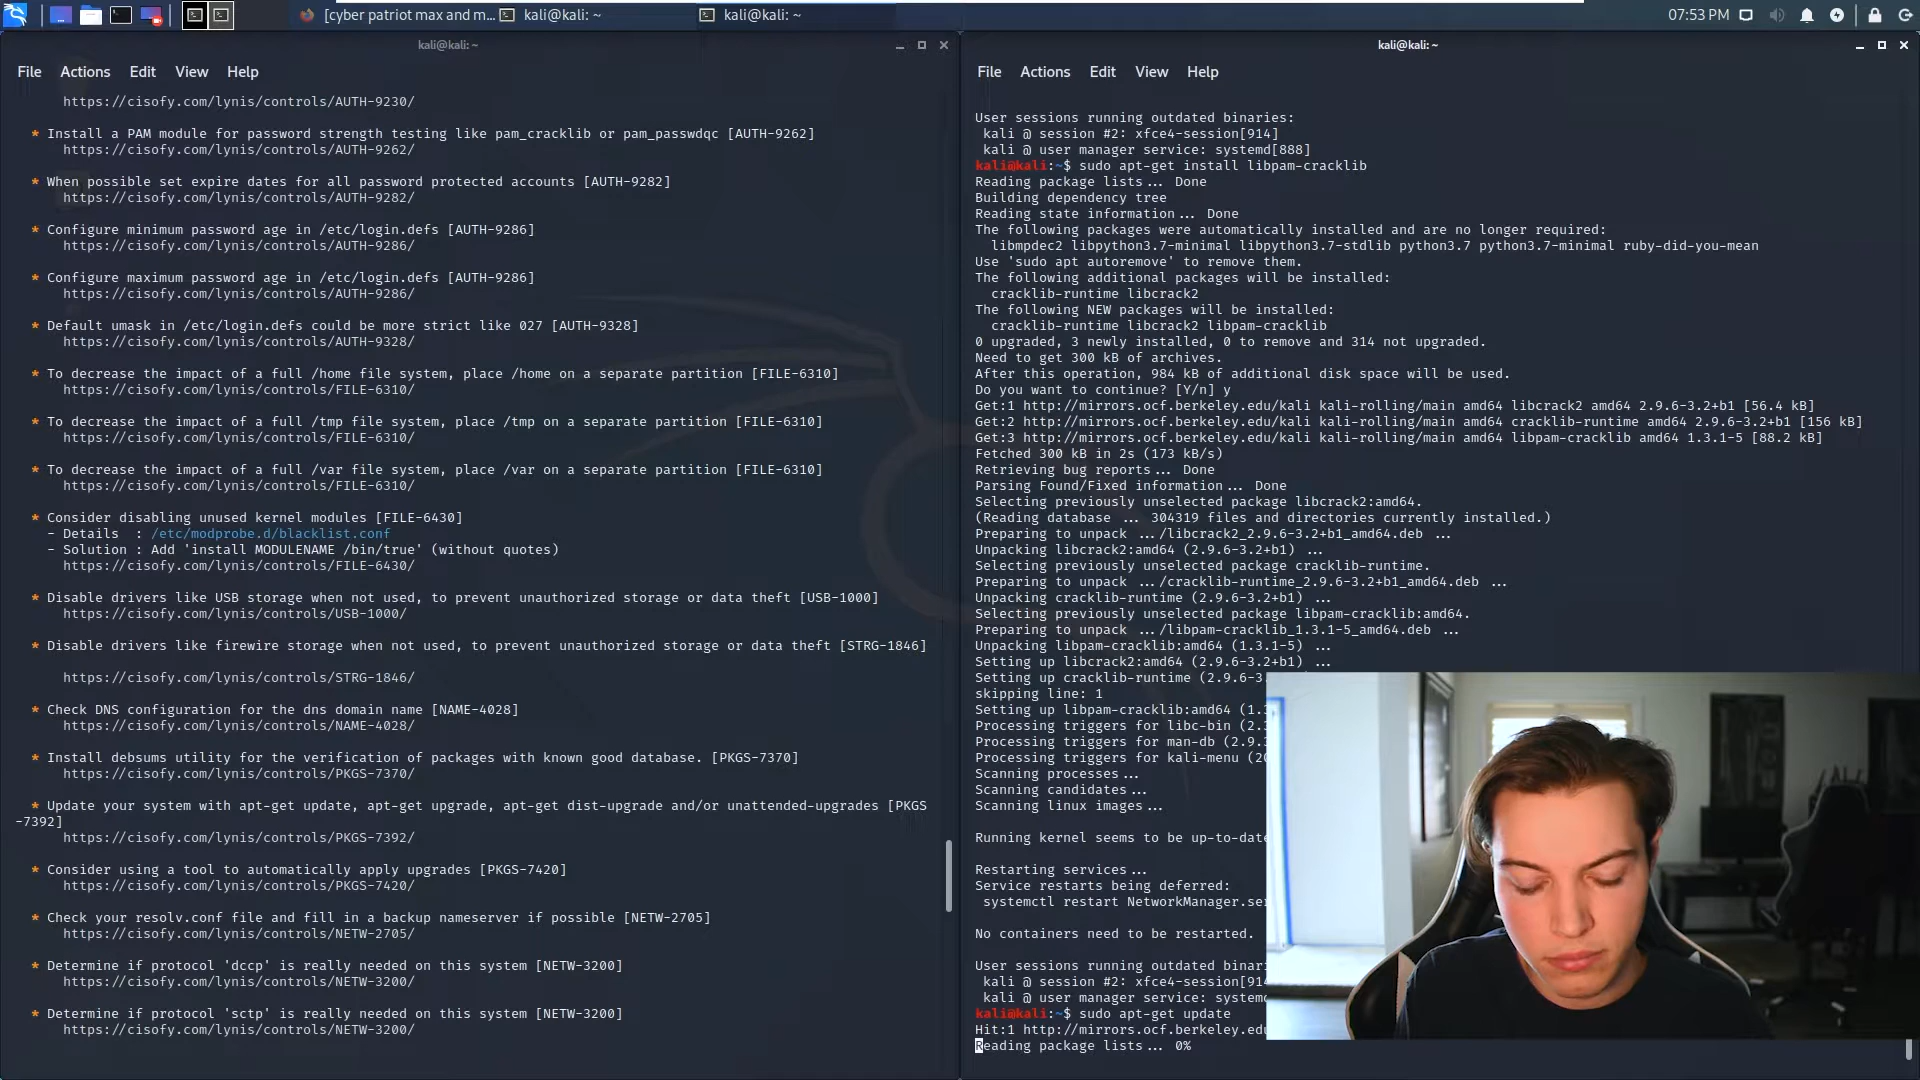 [cyber patriot max and m...
kali@kali: ~
kali@kali: ~
07:53 PM
kali@kali: ~
File Actions Edit View Help
https://cisofy.com/lynis/controls/AUTH-9230/
* Install a PAM module for password strength testing like pam_cracklib or pam_passwdqc [AUTH-9262]
https://cisofy.com/lynis/controls/AUTH-9262/
* When possible set expire dates for all password protected accounts [AUTH-9282]
https://cisofy.com/lynis/controls/AUTH-9282/
* Configure minimum password age in /etc/login.defs [AUTH-9286]
https://cisofy.com/lynis/controls/AUTH-9286/
* Configure maximum password age in /etc/login.defs [AUTH-9286]
https://cisofy.com/lynis/controls/AUTH-9286/
* Default umask in /etc/login.defs could be more strict like 027 [AUTH-9328]
https://cisofy.com/lynis/controls/AUTH-9328/
* To decrease the impact of a full /home file system, place /home on a separate partition [FILE-6310]
https://cisofy.com/lynis/controls/FILE-6310/
* To decrease the impact of a full /tmp file system, place /tmp on a separate partition [FILE-6310]
https://cisofy.com/lynis/controls/FILE-6310/
* To decrease the impact of a full /var file system, place /var on a separate partition [FILE-6310]
https://cisofy.com/lynis/controls/FILE-6310/
* Consider disabling unused kernel modules [FILE-6430]
- Details : /etc/modprobe.d/blacklist.conf
- Solution : Add 'install MODULENAME /bin/true' (without quotes)
https://cisofy.com/lynis/controls/FILE-6430/
* Disable drivers like USB storage when not used, to prevent unauthorized storage or data theft [USB-1000]
https://cisofy.com/lynis/controls/USB-1000/
* Disable drivers like firewire storage when not used, to prevent unauthorized storage or data theft [STRG-1846]
https://cisofy.com/lynis/controls/STRG-1846/
* Check DNS configuration for the dns domain name [NAME-4028]
https://cisofy.com/lynis/controls/NAME-4028/
* Install debsums utility for the verification of packages with known good database. [PKGS-7370]
https://cisofy.com/lynis/controls/PKGS-7370/
* Update your system with apt-get update, apt-get upgrade, apt-get dist-upgrade and/or unattended-upgrades [PKGS
-7392]
https://cisofy.com/lynis/controls/PKGS-7392/
* Consider using a tool to automatically apply upgrades [PKGS-7420]
https://cisofy.com/lynis/controls/PKGS-7420/
* Check your resolv.conf file and fill in a backup nameserver if possible [NETW-2705]
https://cisofy.com/lynis/controls/NETW-2705/
* Determine if protocol 'dccp' is really needed on this system [NETW-3200]
https://cisofy.com/lynis/controls/NETW-3200/
* Determine if protocol 'sctp' is really needed on this system [NETW-3200]
https://cisofy.com/lynis/controls/NETW-3200/
kali@kali: ~
File Actions Edit View Help
User sessions running outdated binaries:
kali @ session #2: xfce4-session[914]
kali @ user manager service: systemd[888]
kali@kali:~$ sudo apt-get install libpam-cracklib
Reading package lists... Done
Building dependency tree
Reading state information... Done
The following packages were automatically installed and are no longer required:
libmpdec2 libpython3.7-minimal libpython3.7-stdlib python3.7 python3.7-minimal ruby-did-you-mean
Use 'sudo apt autoremove' to remove them.
The following additional packages will be installed:
cracklib-runtime libcrack2
The following NEW packages will be installed:
cracklib-runtime libcrack2 libpam-cracklib
0 upgraded, 3 newly installed, 0 to remove and 314 not upgraded.
Need to get 300 kB of archives.
After this operation, 984 kB of additional disk space will be used.
Do you want to continue? [Y/n] y
Get:1 http://mirrors.ocf.berkeley.edu/kali kali-rolling/main amd64 libcrack2 amd64 2.9.6-3.2+b1 [56.4 kB]
Get:2 http://mirrors.ocf.berkeley.edu/kali kali-rolling/main amd64 cracklib-runtime amd64 2.9.6-3.2+b1 [156 kB]
Get:3 http://mirrors.ocf.berkeley.edu/kali kali-rolling/main amd64 libpam-cracklib amd64 1.3.1-5 [88.2 kB]
Fetched 300 kB in 2s (173 kB/s)
Retrieving bug reports... Done
Parsing Found/Fixed information... Done
Selecting previously unselected package libcrack2:amd64.
(Reading database ... 304319 files and directories currently installed.)
Preparing to unpack .../libcrack2_2.9.6-3.2+b1_amd64.deb ...
Unpacking libcrack2:amd64 (2.9.6-3.2+b1) ...
Selecting previously unselected package cracklib-runtime.
Preparing to unpack .../cracklib-runtime_2.9.6-3.2+b1_amd64.deb ...
Unpacking cracklib-runtime (2.9.6-3.2+b1) ...
Selecting previously unselected package libpam-cracklib:amd64.
Preparing to unpack .../libpam-cracklib_1.3.1-5_amd64.deb ...
Unpacking libpam-cracklib:amd64 (1.3.1-5) ...
Setting up libcrack2:amd64 (2.9.6-3.2+b1) ...
Setting up cracklib-runtime (2.9.6-3.
skipping line: 1
Setting up libpam-cracklib:amd64 (1.3
Processing triggers for libc-bin (2.3
Processing triggers for man-db (2.9.3
Processing triggers for kali-menu (20
Scanning processes...
Scanning candidates...
Scanning linux images...
Running kernel seems to be up-to-date
Restarting services...
Service restarts being deferred:
systemctl restart NetworkManager.ser
No containers need to be restarted.
User sessions running outdated binari
kali @ session #2: xfce4-session[914
kali @ user manager service: systemd
kali@kali:~$ sudo apt-get update
Hit:1 http://mirrors.ocf.berkeley.edu
Reading package lists... 0%